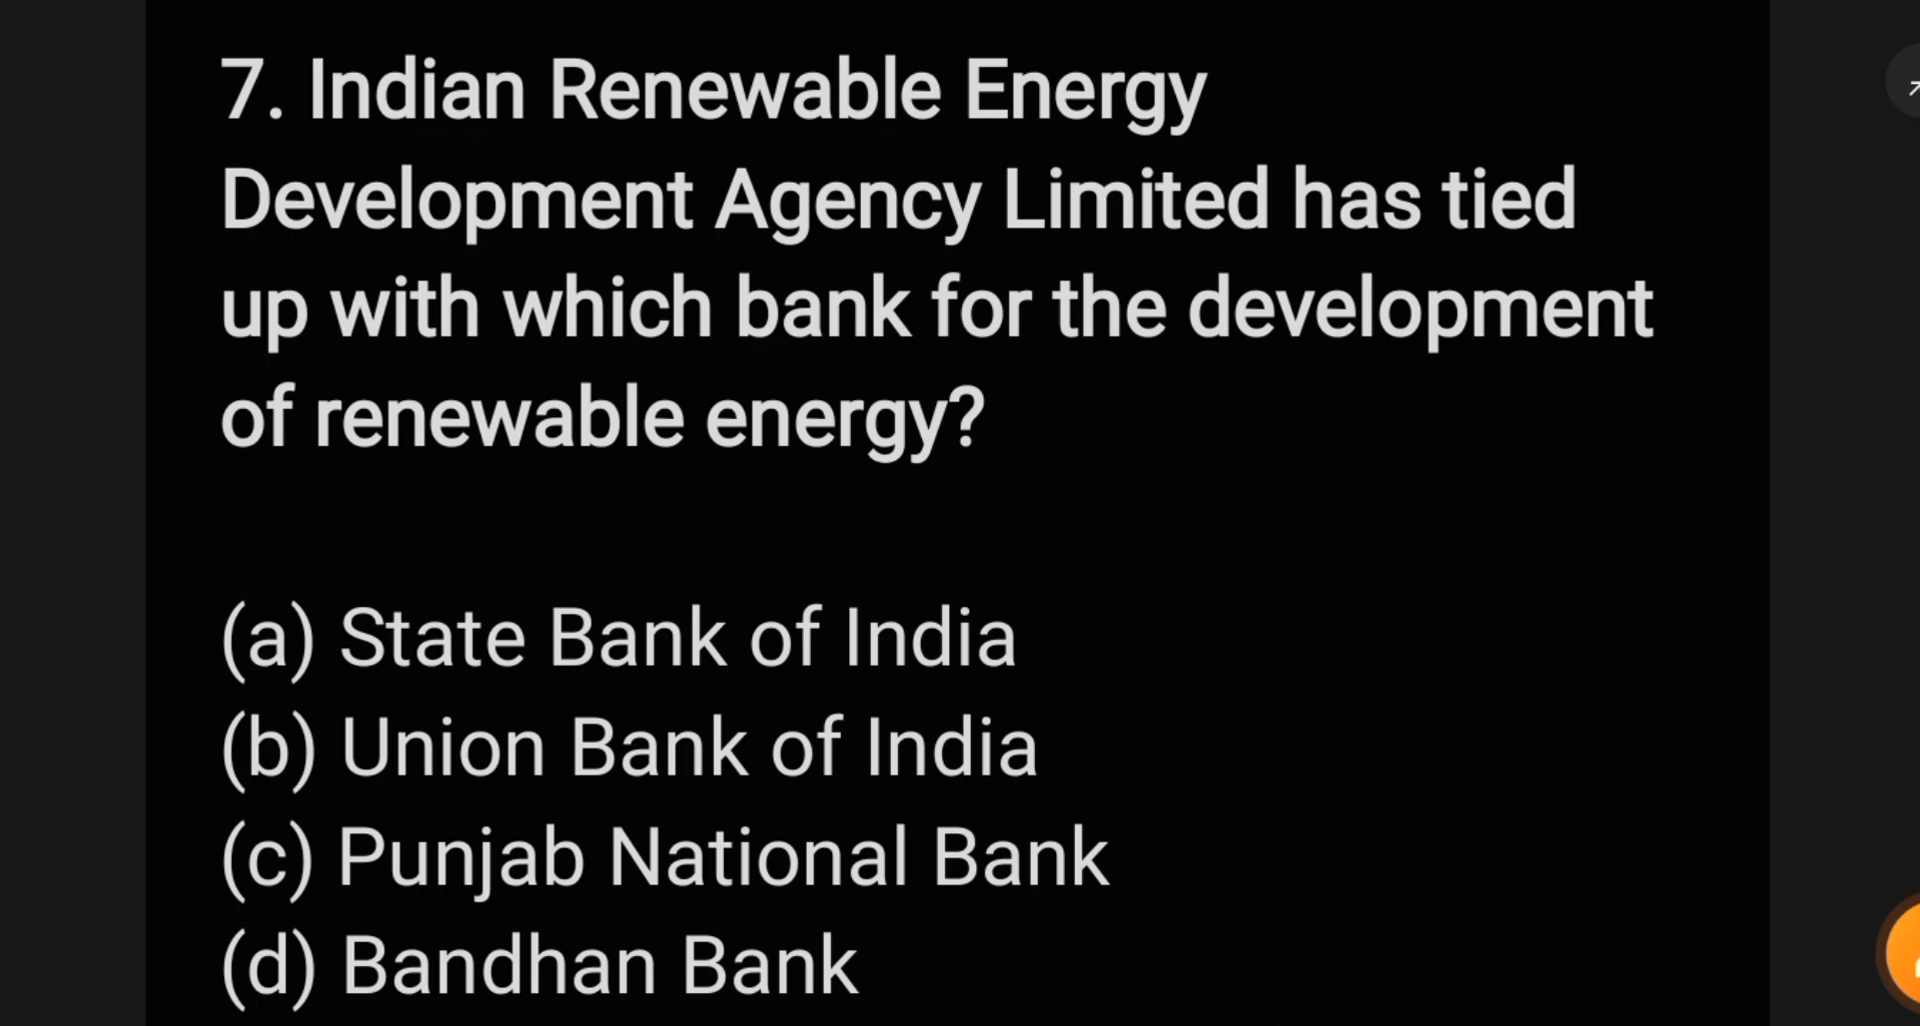 7. Indian Renewable Energy
Development Agency Limited has tied
up with which bank for the development
of renewable energy?
(a) State Bank of India
(b) Union Bank of India
(c) Punjab National Bank
(d) Bandhan Bank